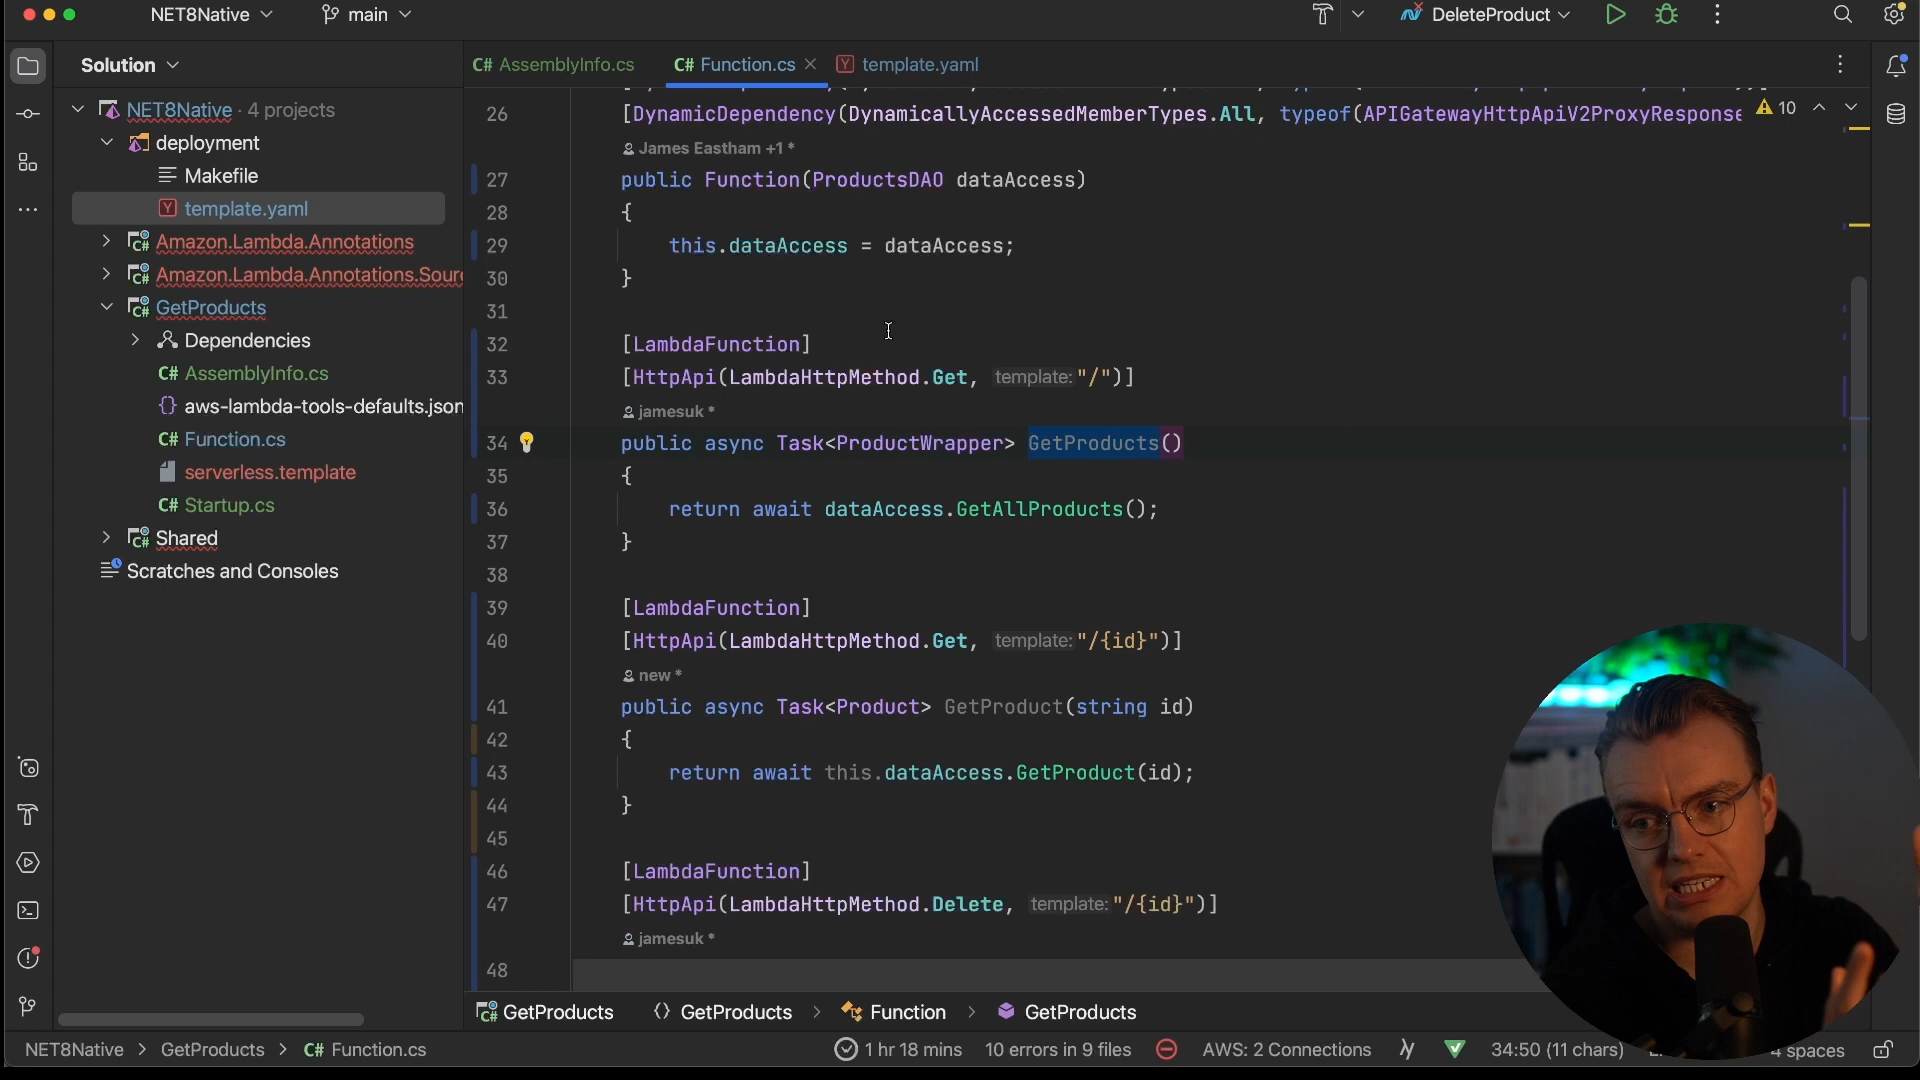 NET8Native
main
DeleteProduct
Solution
C# AssemblyInfo.cs
C# Function.cs
template.yaml
NET8Native · 4 projects
deployment
Makefile
template.yaml
Amazon.Lambda.Annotations
Amazon.Lambda.Annotations.Sour
GetProducts
Dependencies
C# AssemblyInfo.cs
{} aws-lambda-tools-defaults.json
C# Function.cs
serverless.template
C# Startup.cs
Shared
Scratches and Consoles
26 [DynamicDependency(DynamicallyAccessedMemberTypes.All, typeof(APIGatewayHttpApiV2ProxyResponse
10
James Eastham +1 *
27 public Function(ProductsDAO dataAccess)
28 {
29 this.dataAccess = dataAccess;
30 }
31
32 [LambdaFunction]
33 [HttpApi(LambdaHttpMethod.Get, template: "/")]
jamesuk *
34 public async Task<ProductWrapper> GetProducts()
35 {
36 return await dataAccess.GetAllProducts();
37 }
38
39 [LambdaFunction]
40 [HttpApi(LambdaHttpMethod.Get, template: "/{id}")]
new *
41 public async Task<Product> GetProduct(string id)
42 {
43 return await this.dataAccess.GetProduct(id);
44 }
45
46 [LambdaFunction]
47 [HttpApi(LambdaHttpMethod.Delete, template: "/{id}")]
jamesuk *
48
GetProducts
GetProducts > Function > GetProducts
NET8Native > GetProducts > C# Function.cs
1 hr 18 mins
10 errors in 9 files
AWS: 2 Connections
34:50 (11 chars)
4 spaces